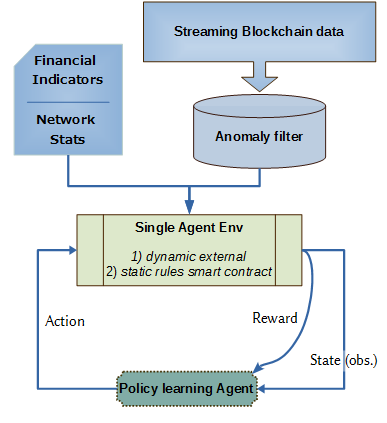 Streaming Blockchain data
Financial
Indicators
Network
Stats
Anomaly filter
Single Agent Env
1) dynamic external
2) static rules smart contract
Action
Reward
State (obs.)
Policy learning Agent